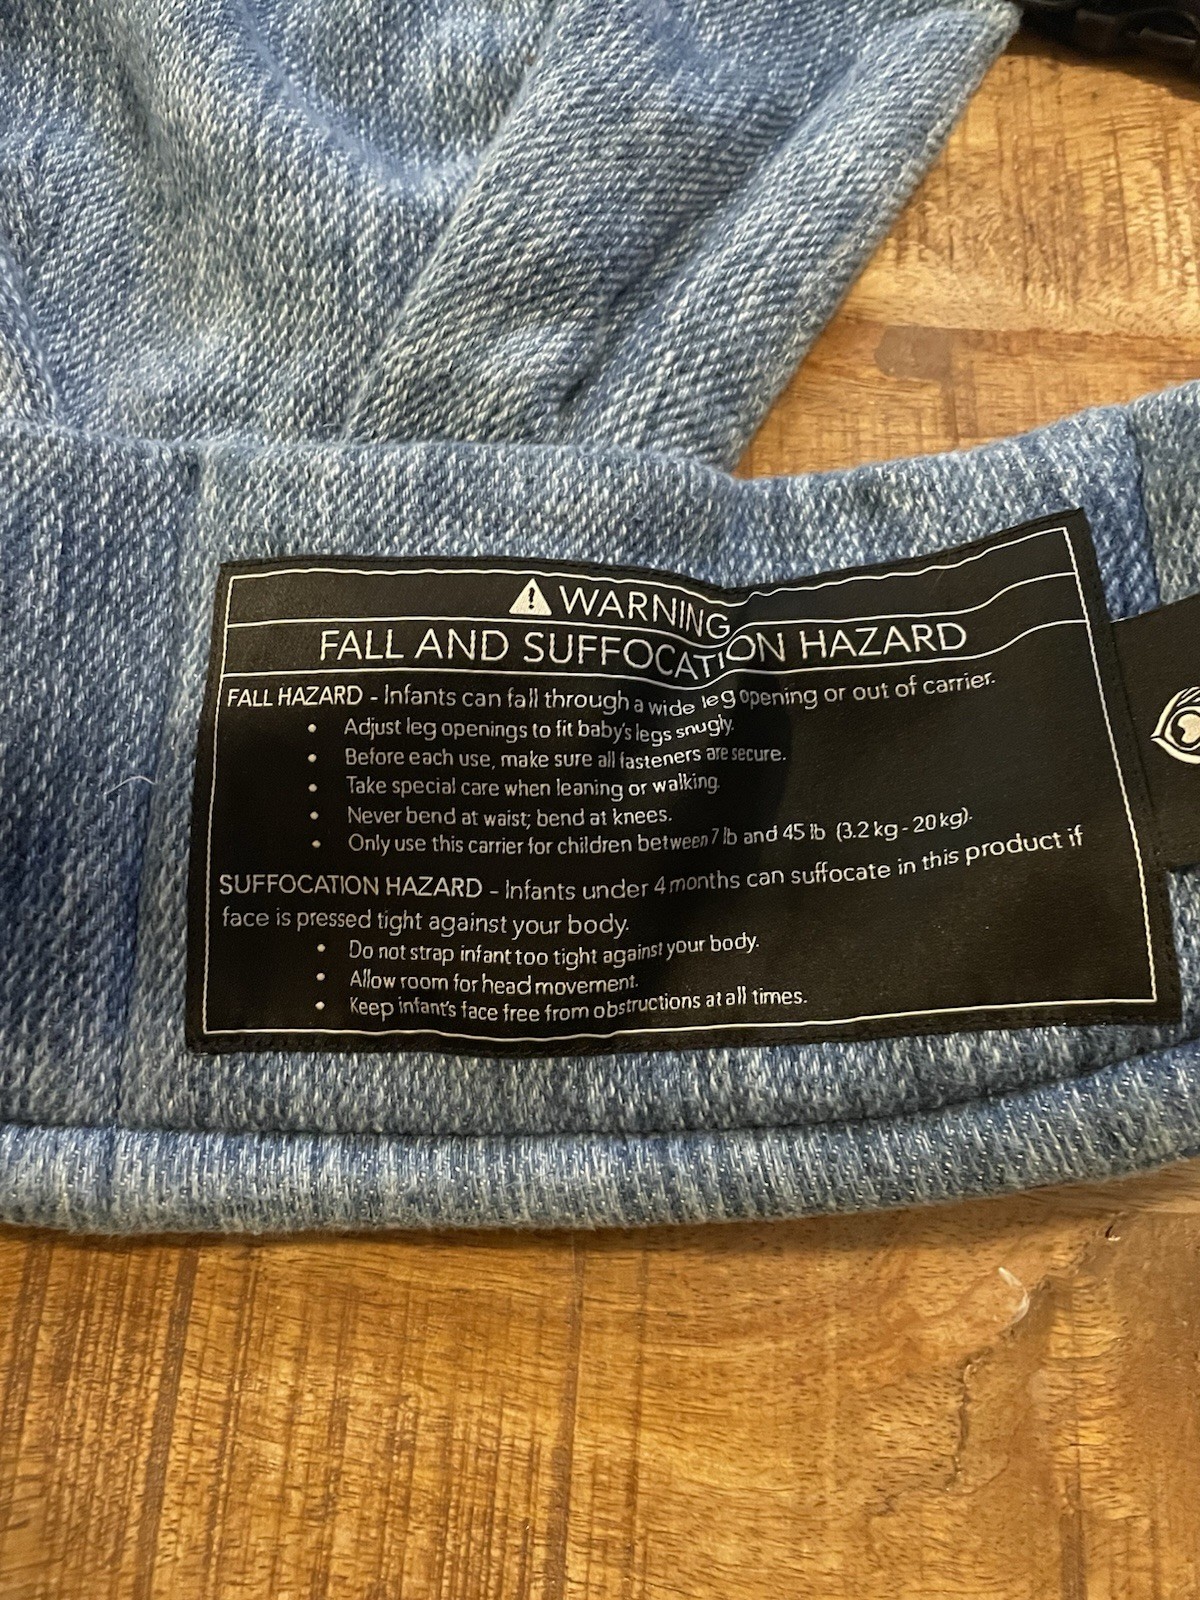 WARNING
FALL AND SUFFOCATION HAZARD
FALL HAZARD - Infants can fall through a wide leg opening or out of carrier.
• Adjust leg openings to fit baby's legs snugly.
• Before each use, make sure all fasteners are secure.
• Take special care when leaning or walking.
• Never bend at waist; bend at knees.
• Only use this carrier for children between 7 lb and 45 lb (3.2 kg - 20 kg).
SUFFOCATION HAZARD - Infants under 4 months can suffocate in this product if
face is pressed tight against your body.
• Do not strap infant too tight against your body.
• Allow room for head movement.
• Keep infant's face free from obstructions at all times.